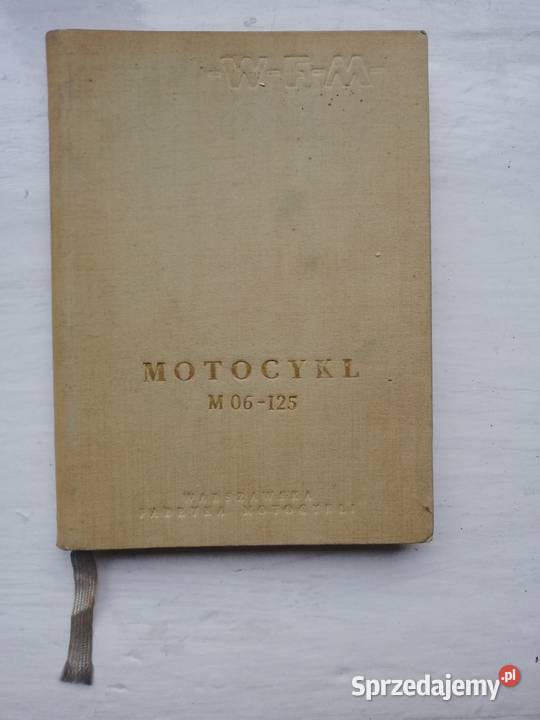 -W-F-M-
MOTOCYKL
M 06-125
WARSZAWSKA
FABRYKA MOTOCYKLI
Sprzedajemy.pl